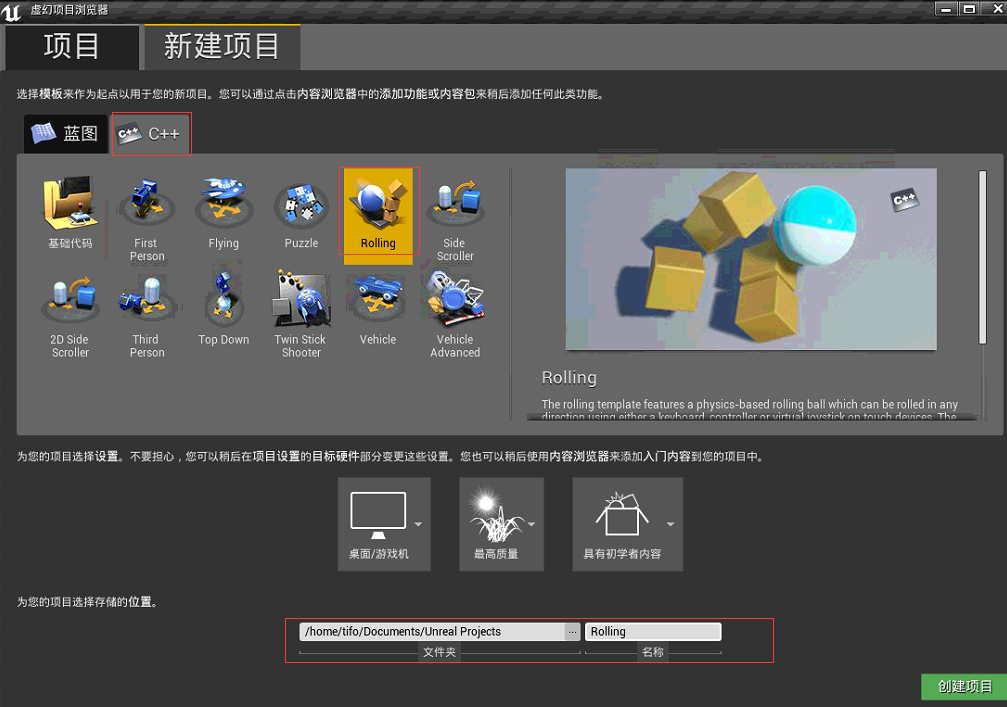 虚幻项目浏览器
项目
新建项目
选择模板来作为起点以用于您的新项目。您可以通过点击内容浏览器中的添加功能或内容包来稍后添加任何此类功能。
蓝图
C++ C++
基础代码
First
Person
Flying
Puzzle
Rolling
Side
Scroller
2D Side
Scroller
Third
Person
Top Down
Twin Stick
Shooter
Vehicle
Vehicle
Advanced
C++
Rolling
The rolling template features a physics-based rolling ball which can be rolled in any
direction using either a keyboard, controller or virtual joystick on touch devices. The
为您的项目选择设置。不要担心，您可以稍后在项目设置的目标硬件部分变更这些设置。您也可以稍后使用内容浏览器来添加入门内容到您的项目中。
桌面/游戏机
最高质量
具有初学者内容
为您的项目选择存储的位置。
/home/tifo/Documents/Unreal Projects
...
Rolling
文件夹
名称
创建项目